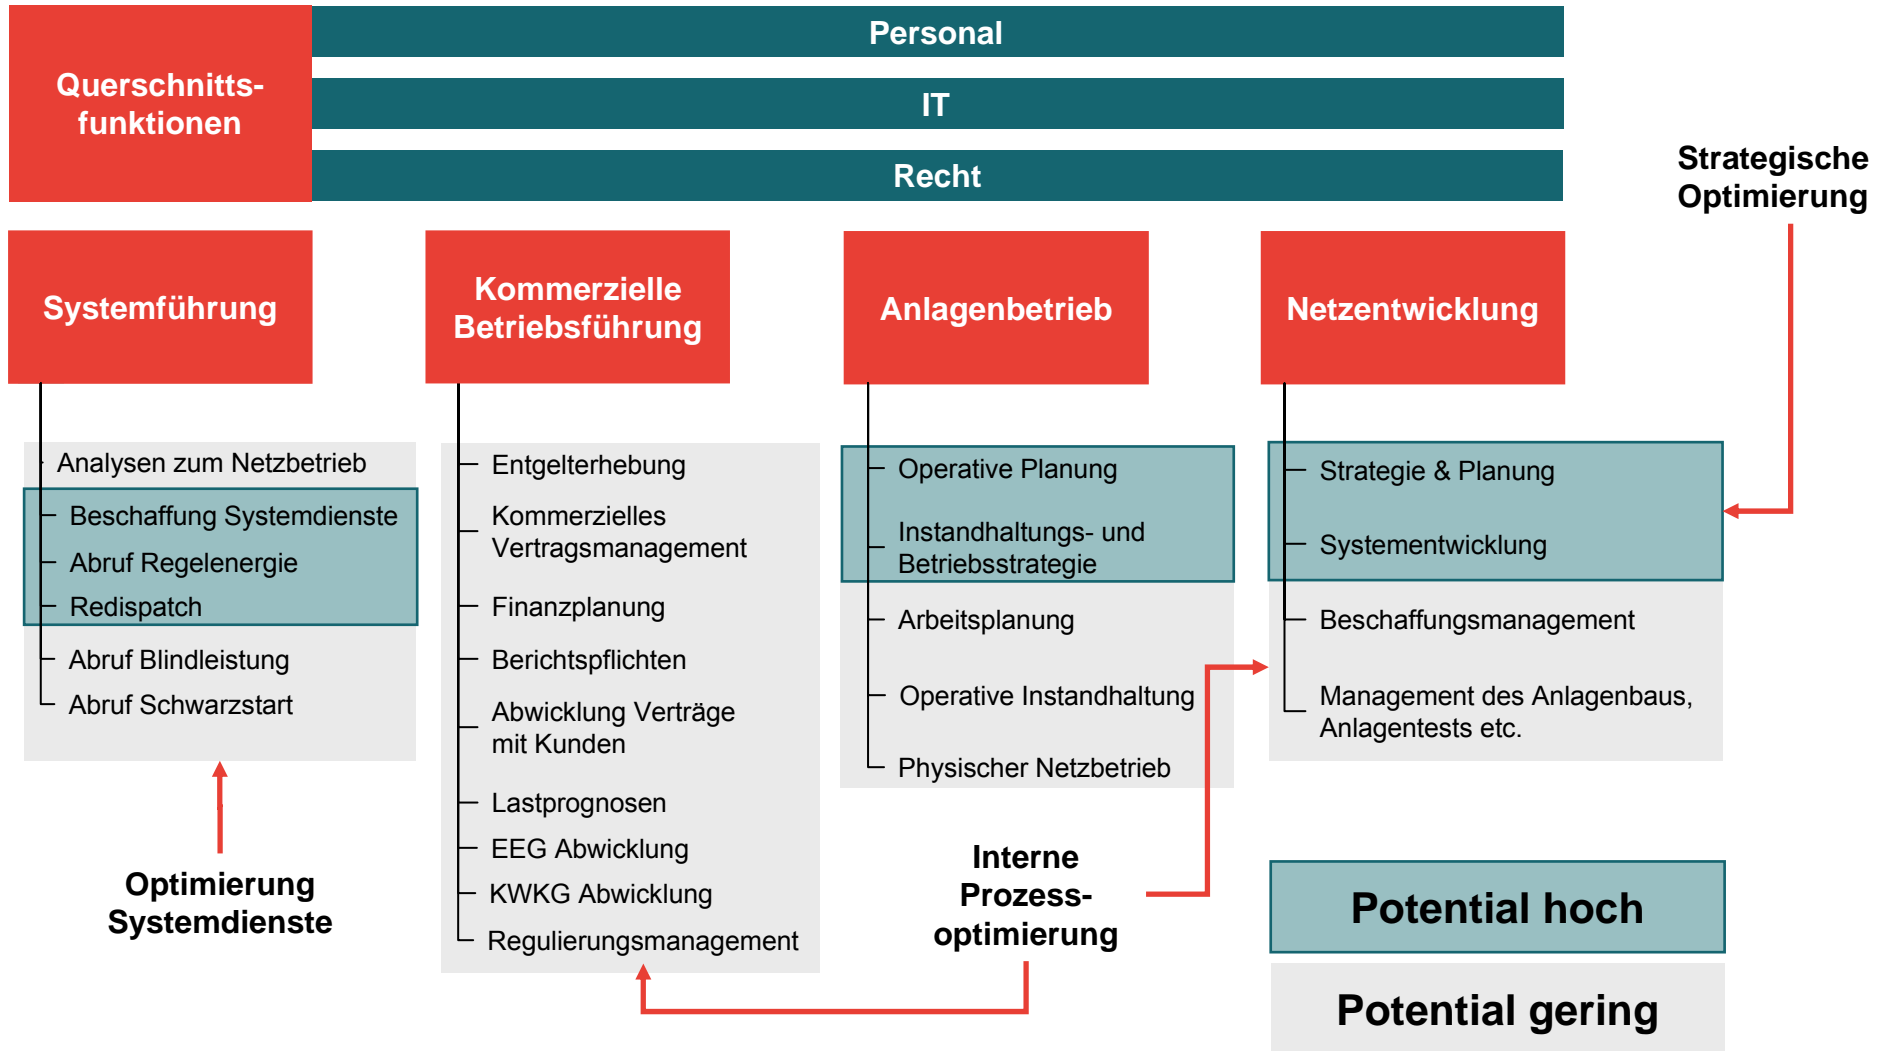 Querschnitts-
funktionen
Personal
IT
Recht
Strategische
Optimierung
Systemführung
Analysen zum Netzbetrieb
Beschaffung Systemdienste
Abruf Regelenergie
Redispatch
Abruf Blindleistung
Abruf Schwarzstart
Optimierung
Systemdienste
Kommerzielle
Betriebsführung
Entgelterhebung
Kommerzielles
Vertragsmanagement
Finanzplanung
Berichtspflichten
Abwicklung Verträge
mit Kunden
Lastprognosen
EEG Abwicklung
KWKG Abwicklung
Regulierungsmanagement
Anlagenbetrieb
Operative Planung
Instandhaltungs- und
Betriebsstrategie
Arbeitsplanung
Operative Instandhaltung
Physischer Netzbetrieb
Interne
Prozess-
optimierung
Netzentwicklung
Strategie & Planung
Systementwicklung
Beschaffungsmanagement
Management des Anlagenbaus,
Anlagentests etc.
Potential hoch
Potential gering